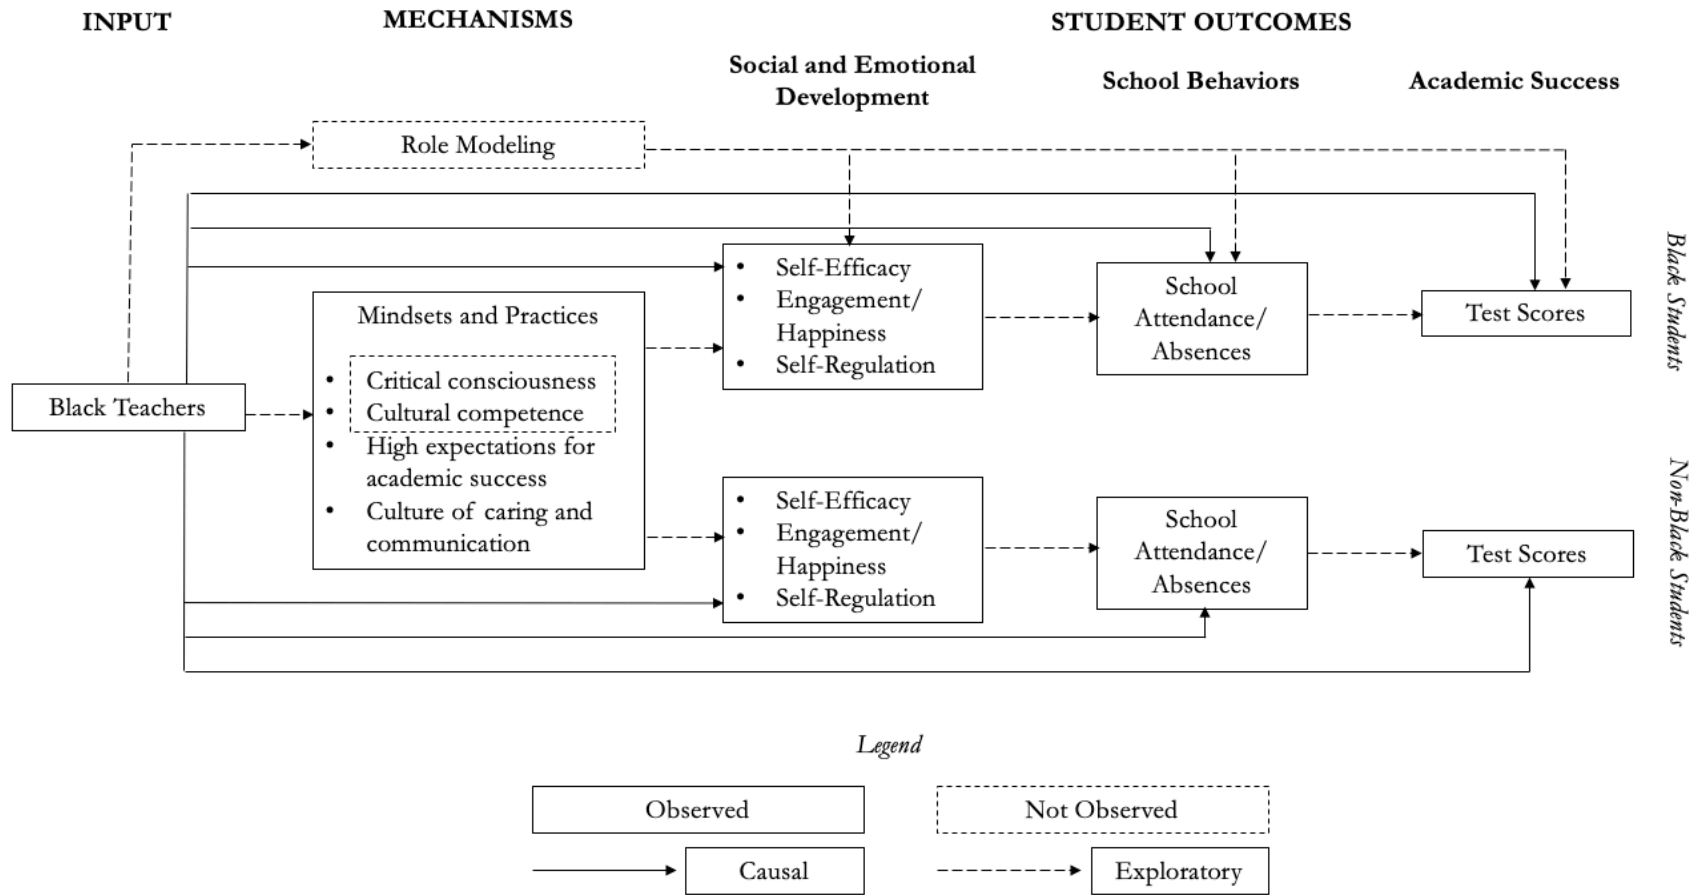 INPUT
MECHANISMS
STUDENT OUTCOMES
Social and Emotional
Development
School Behaviors
Academic Success
Role Modeling
Black Teachers
Mindsets and Practices
• Critical consciousness
• Cultural competence
• High expectations for
academic success
• Culture of caring and
communication
• Self-Efficacy
• Engagement/
Happiness
• Self-Regulation
School
Attendance/
Absences
Test Scores
Black Students
• Self-Efficacy
• Engagement/
Happiness
• Self-Regulation
School
Attendance/
Absences
Test Scores
Non-Black Students
Legend
Observed
Not Observed
Causal
Exploratory